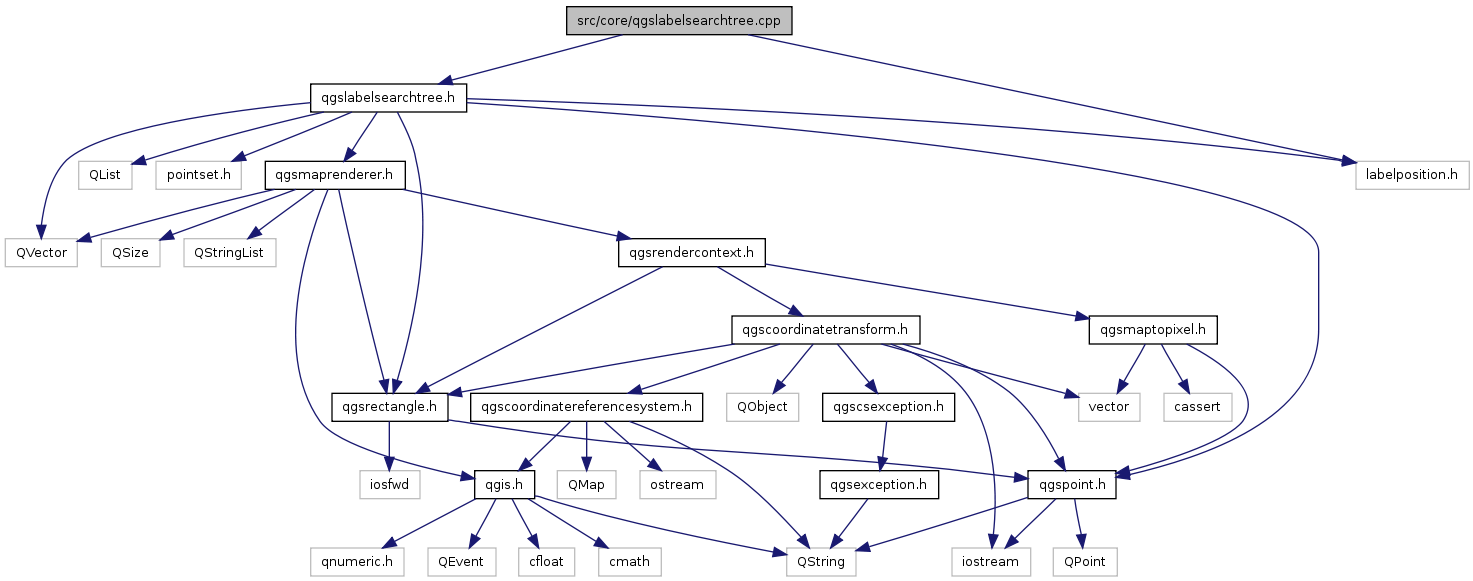 src/core/qgslabelsearchtree.cpp
qgslabelsearchtree.h
QList
pointset.h
qgsmaprenderer.h
labelposition.h
QVector
QSize
QStringList
qgsrendercontext.h
qgscoordinatetransform.h
qgsmaptopixel.h
qgsrectangle.h
qgscoordinatereferencesystem.h
QObject
qgscsexception.h
vector
cassert
iosfwd
qgis.h
QMap
ostream
qgsexception.h
qgspoint.h
qnumeric.h
QEvent
cfloat
cmath
QString
iostream
QPoint